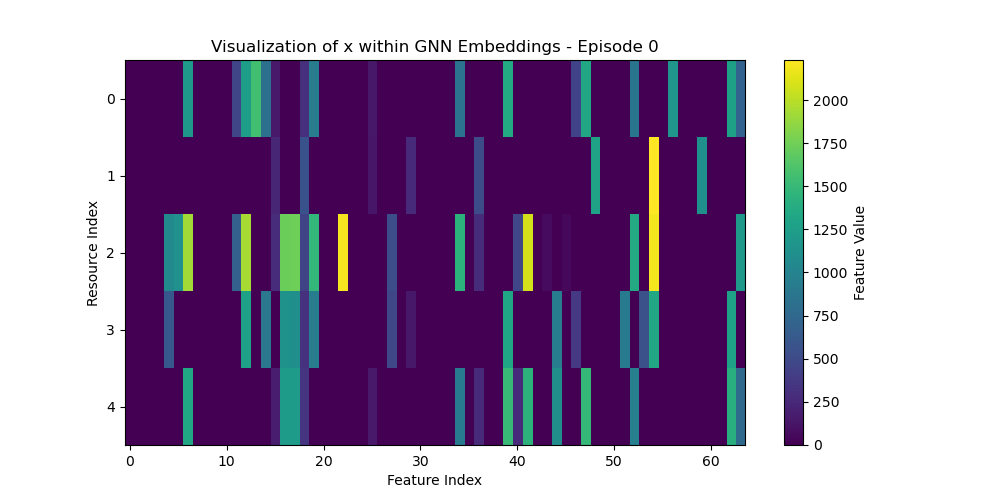 Visualization of x within GNN Embeddings - Episode 0
0
1
2
3
4
Resource Index
0 10 20 30 40 50 60
Feature Index
2000
1750
1500
1250
1000
750
500
250
0
Feature Value